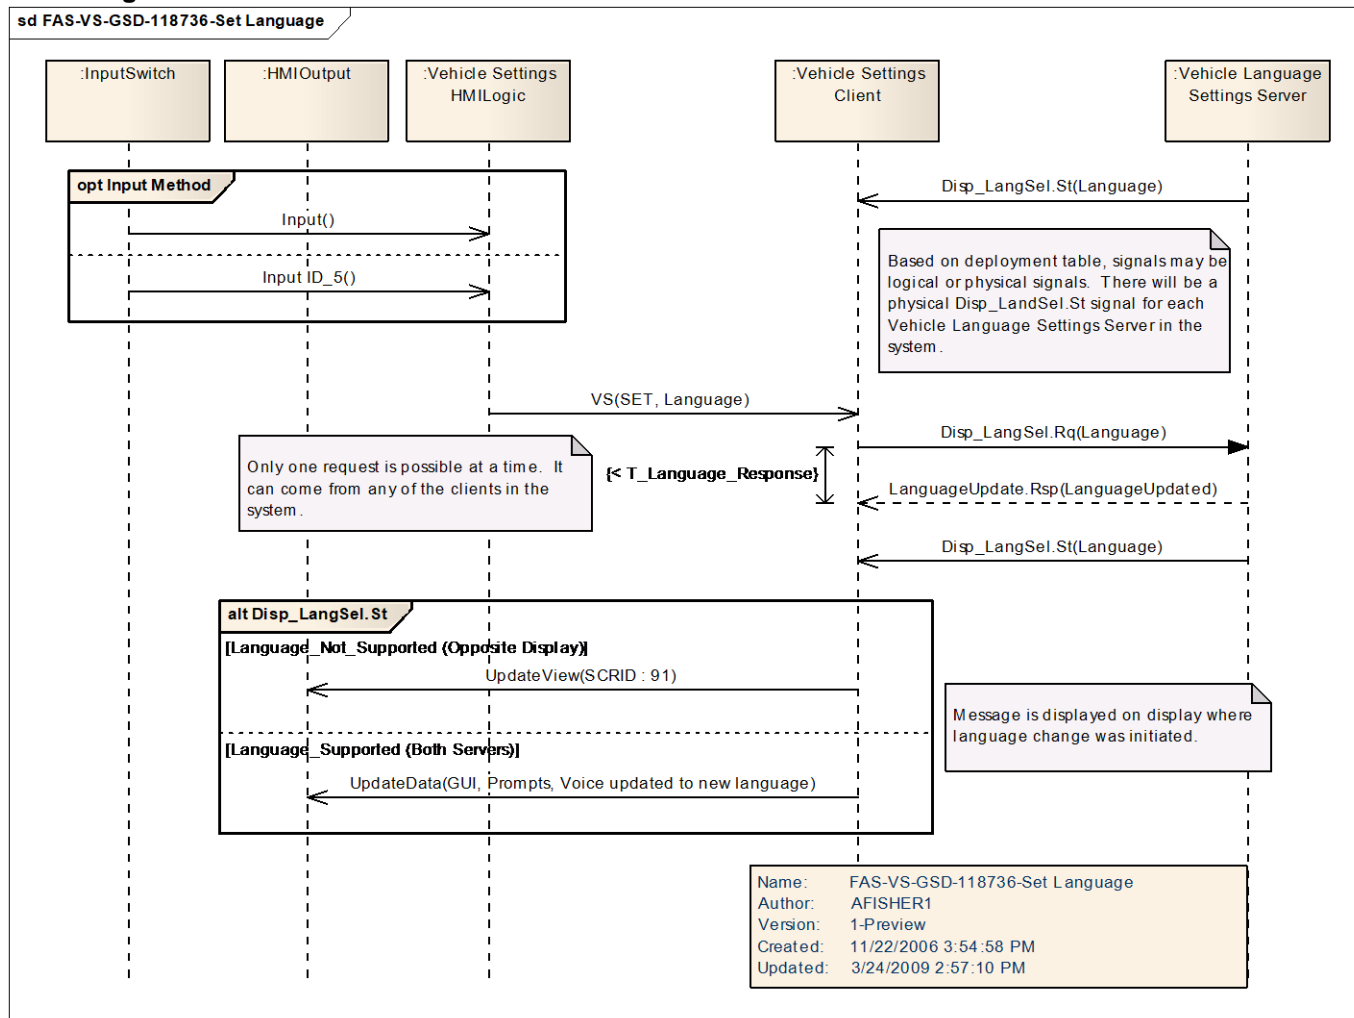 sd FAS-VS-GSD-118736-Set Language
:InputSwitch
:HMIOutput
:Vehicle Settings
HMILogic
:Vehicle Settings
Client
:Vehicle Language
Settings Server
opt Input Method
Input()
Input ID_5()
Disp_LangSel.St(Language)
Based on deployment table, signals may be
logical or physical signals.  There will be a
physical Disp_LandSel.St signal for each
Vehicle Language Settings Server in the
system.
VS(SET, Language)
Disp_LangSel.Rq(Language)
Only one request is possible at a time.  It
can come from any of the clients in the
system.
{< T_Language_Response}
LanguageUpdate.Rsp(LanguageUpdated)
Disp_LangSel.St(Language)
alt Disp_LangSel.St
[Language_Not_Supported (Opposite Display)]
UpdateView(SCRID : 91)
Message is displayed on display where
language change was initiated.
[Language_Supported (Both Servers)]
UpdateData(GUI, Prompts, Voice updated to new language)
Name: FAS-VS-GSD-118736-Set Language
Author: AFISHER1
Version: 1-Preview
Created: 11/22/2006 3:54:58 PM
Updated: 3/24/2009 2:57:10 PM